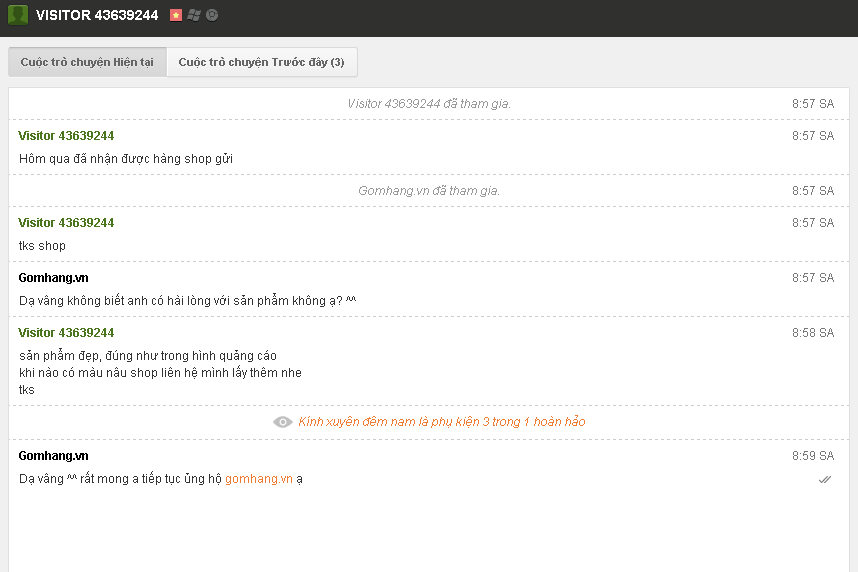 VISITOR 43639244
Cuộc trò chuyện Hiện tại
Cuộc trò chuyện Trước đây (3)
Visitor 43639244 đã tham gia. 8:57 SA
Visitor 43639244 8:57 SA
Hôm qua đã nhận được hàng shop gửi
Gomhang.vn đã tham gia. 8:57 SA
Visitor 43639244 8:57 SA
tks shop
Gomhang.vn 8:57 SA
Dạ vâng không biết anh có hài lòng với sản phẩm không ạ? ^^
Visitor 43639244 8:58 SA
sản phẩm đẹp, đúng như trong hình quảng cáo
khi nào có màu nâu shop liên hệ mình lấy thêm nhe
tks
Kính xuyên đêm nam là phụ kiện 3 trong 1 hoàn hảo
Gomhang.vn 8:59 SA
Dạ vâng ^^ rất mong a tiếp tục ủng hộ gomhang.vn ạ